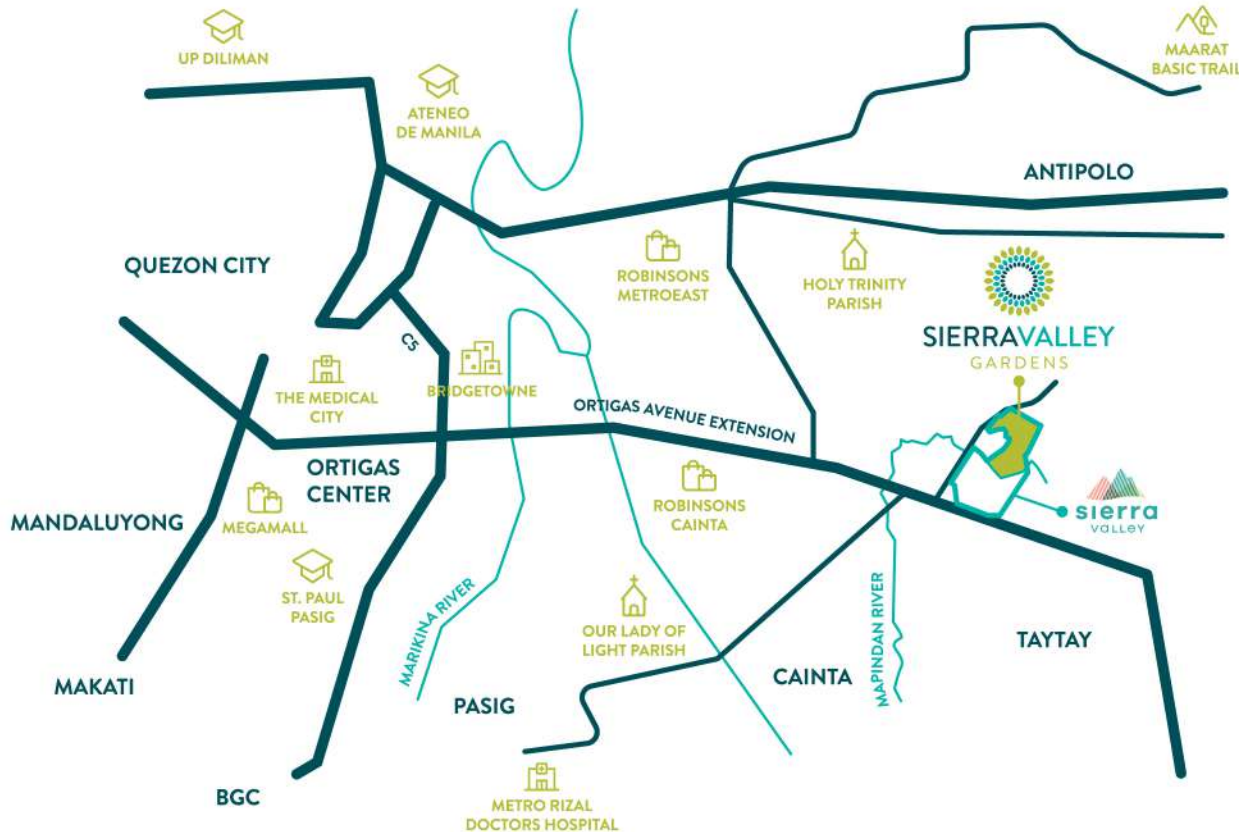 UP DILIMAN
ATENEO
DE MANILA
MAARAT
BASIC TRAIL
ANTIPOLO
QUEZON CITY
ROBINSONS
METROEAST
HOLY TRINITY
PARISH
SIERRAVALLEY
GARDENS
C5
THE MEDICAL
CITY
BRIDGETOWNE
ORTIGAS AVENUE EXTENSION
ORTIGAS
CENTER
MANDALUYONG
MEGAMALL
ROBINSONS
CAINTA
sierra
valley
ST. PAUL
PASIG
MARIKINA RIVER
OUR LADY OF
LIGHT PARISH
MAPINDAN RIVER
TAYTAY
MAKATI
PASIG
CAINTA
BGC
METRO RIZAL
DOCTORS HOSPITAL